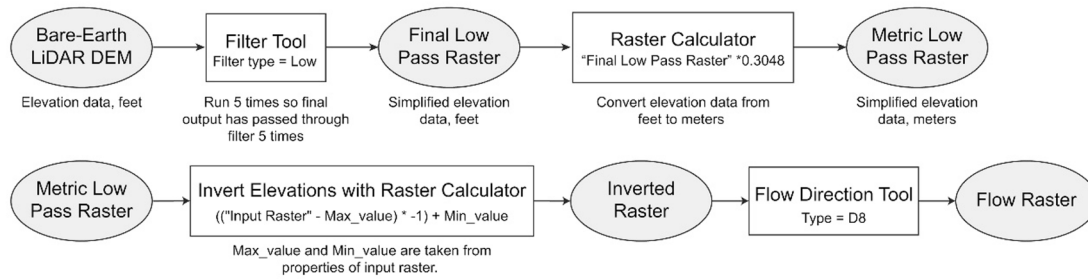 Bare-Earth
LiDAR DEM
Elevation data, feet
Filter Tool
Filter type = Low
Run 5 times so final
output has passed through
filter 5 times
Final Low
Pass Raster
Simplified elevation
data, feet
Raster Calculator
“Final Low Pass Raster” *0.3048
Convert elevation data from
feet to meters
Metric Low
Pass Raster
Simplified elevation
data, meters
Metric Low
Pass Raster
Invert Elevations with Raster Calculator
(("Input Raster" - Max_value) * -1) + Min_value
Max_value and Min_value are taken from
properties of input raster.
Inverted
Raster
Flow Direction Tool
Type = D8
Flow Raster